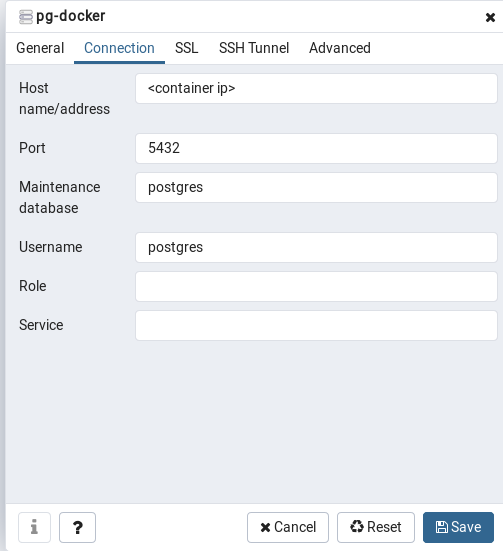 pg-docker
General Connection SSL SSH Tunnel Advanced
Host name/address
<container ip>
Port
5432
Maintenance database
postgres
Username
postgres
Role
Service
i ? Cancel Reset Save